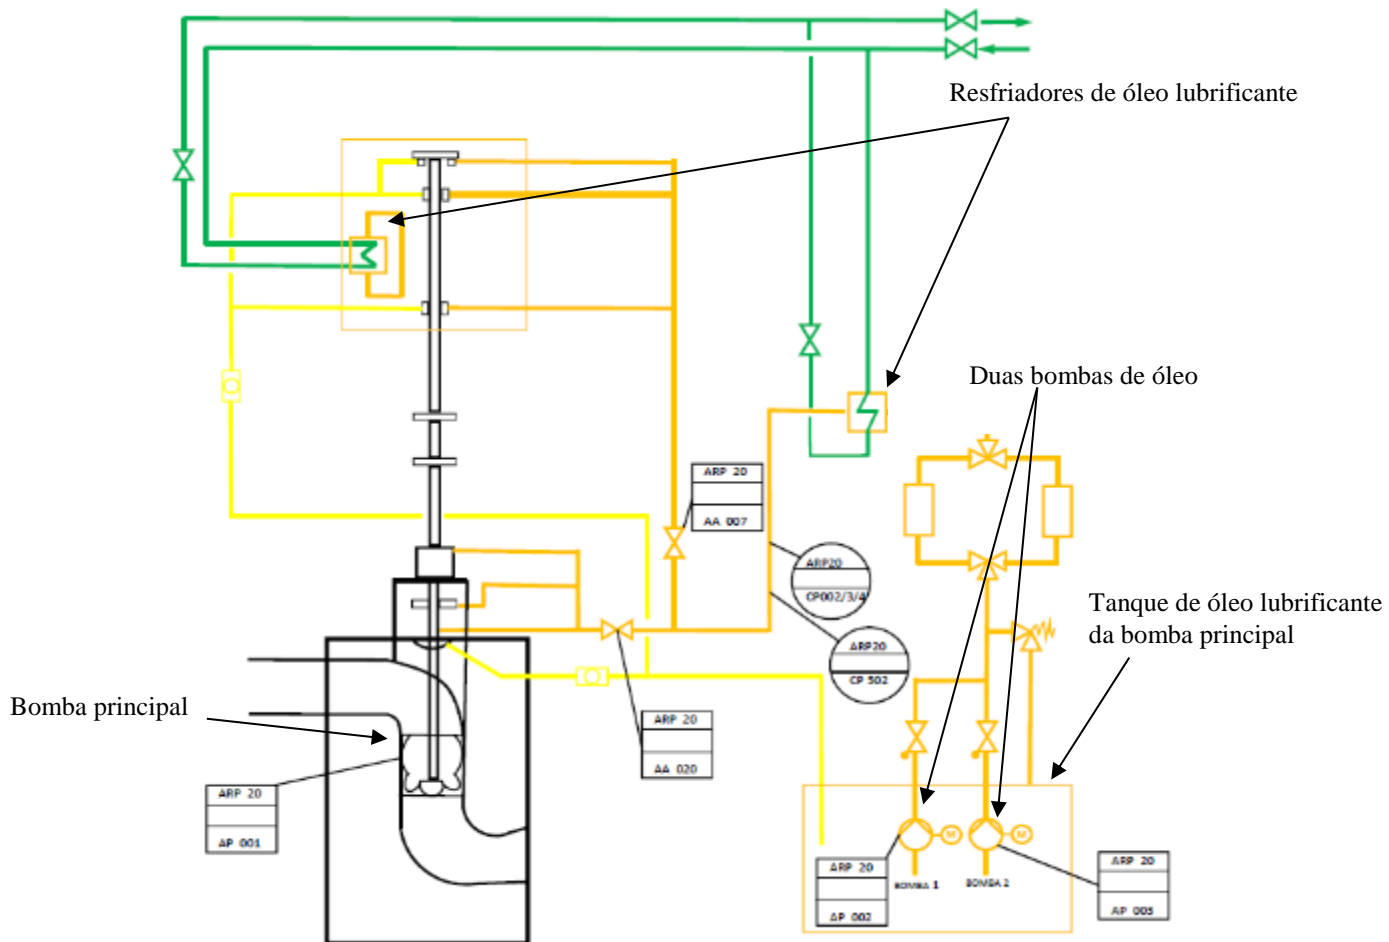 Resfriadores de óleo lubrificante
Duas bombas de óleo
ARP 20
AA 007
ARP20
CP002/3/4
Tanque de óleo lubrificante
da bomba principal
ARP20
CP 502
Bomba principal
ARP 20
AA 020
ARP 20
AP 001
M
M
ARP 20
AP 002
BOMBA 1
BOMBA 2
ARP 20
AP 003